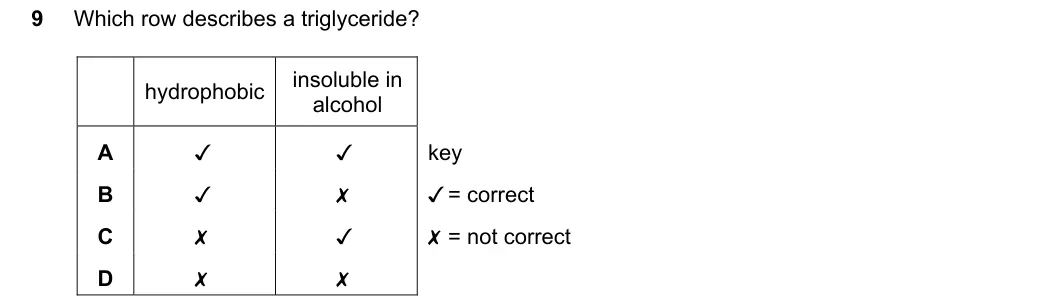 9 Which row describes a triglyceride?
hydrophobic insoluble in alcohol
A ✓ ✓ key
B ✓ ✗ ✓ = correct
C ✗ ✓ ✗ = not correct
D ✗ ✗